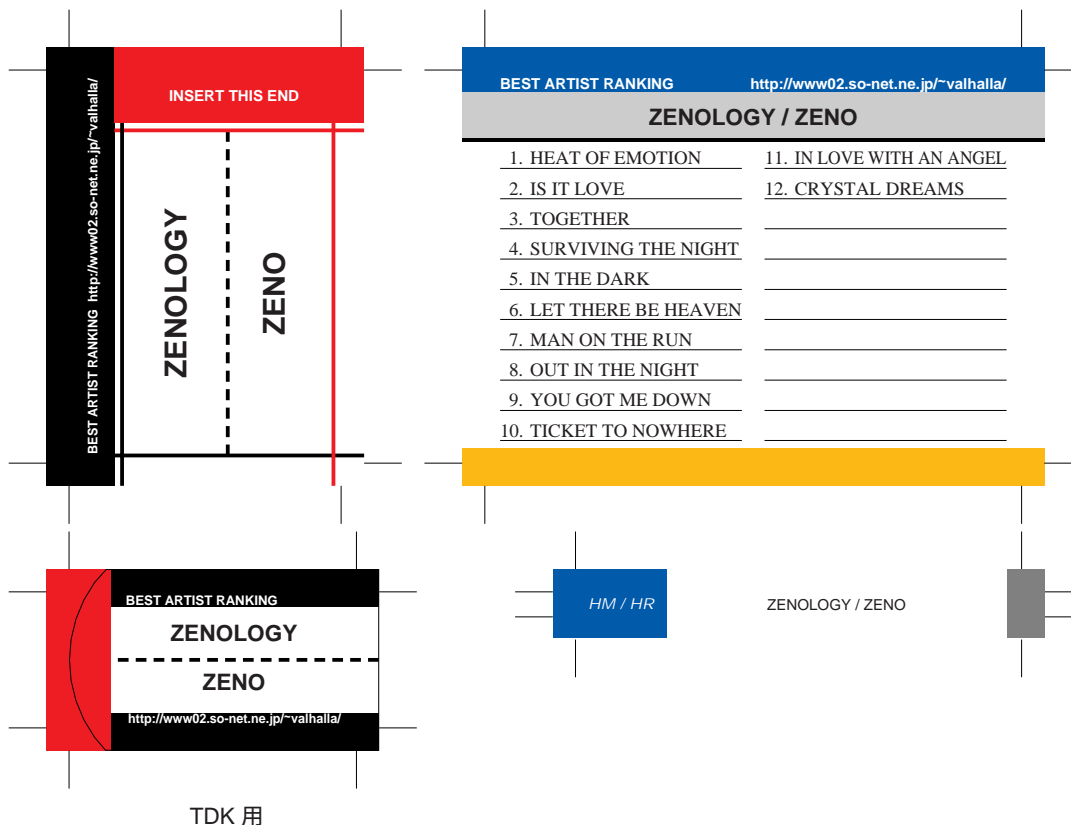 INSERT THIS END
BEST ARTIST RANKING http://www02.so-net.ne.jp/~valhalla/
ZENOLOGY
ZENO
BEST ARTIST RANKING http://www02.so-net.ne.jp/~valhalla/
ZENOLOGY / ZENO
1. HEAT OF EMOTION
2. IS IT LOVE
3. TOGETHER
4. SURVIVING THE NIGHT
5. IN THE DARK
6. LET THERE BE HEAVEN
7. MAN ON THE RUN
8. OUT IN THE NIGHT
9. YOU GOT ME DOWN
10. TICKET TO NOWHERE
11. IN LOVE WITH AN ANGEL
12. CRYSTAL DREAMS
BEST ARTIST RANKING
ZENOLOGY
ZENO
http://www02.so-net.ne.jp/~valhalla/
TDK 用
HM / HR
ZENOLOGY / ZENO